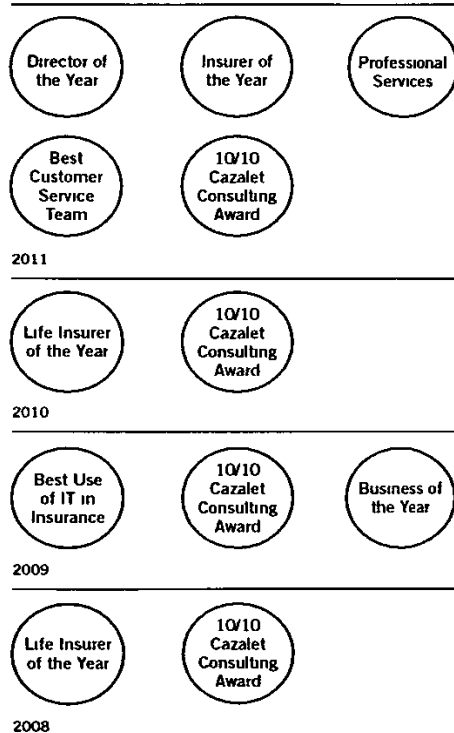 Director of
the Year
Insurer of
the Year
Professional
Services
Best
Customer
Service
Team
10/10
Cazalet
Consulting
Award
2011
Life Insurer
of the Year
10/10
Cazalet
Consulting
Award
2010
Best Use
of IT in
Insurance
10/10
Cazalet
Consulting
Award
Business of
the Year
2009
Life Insurer
of the Year
10/10
Cazalet
Consulting
Award
2008